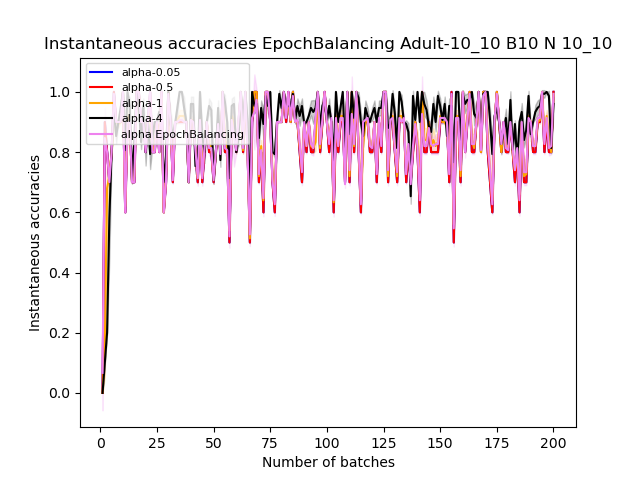 Instantaneous accuracies EpochBalancing Adult-10_10 B10 N 10_10
alpha-0.05
alpha-0.5
alpha-1
alpha-4
alpha EpochBalancing
1.0
0.8
0.6
0.4
0.2
0.0
Instantaneous accuracies
0 25 50 75 100 125 150 175 200
Number of batches